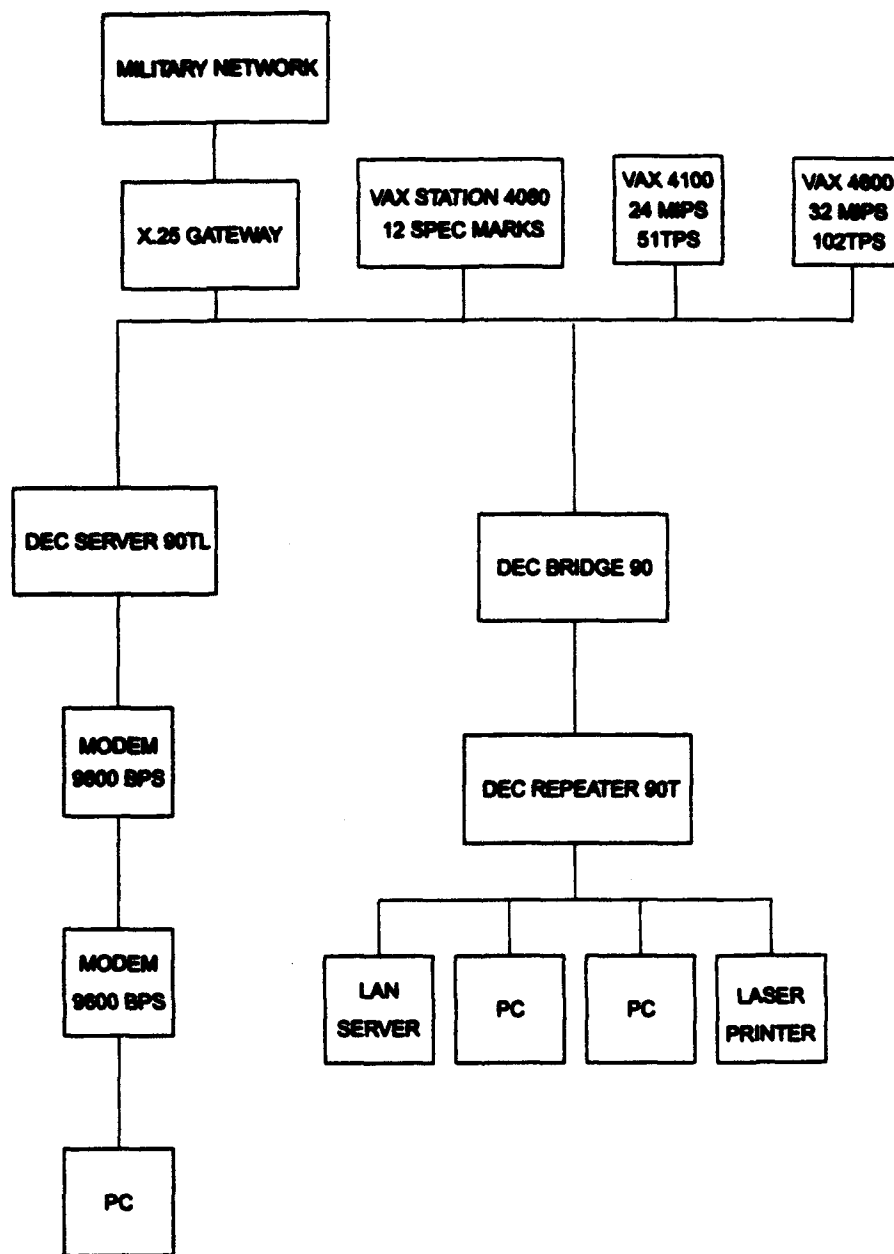 MILITARY NETWORK
X.25 GATEWAY
VAX STATION 4060
12 SPEC MARKS
VAX 4100
24 MIPS
51TPS
VAX 4600
32 MIPS
102TPS
DEC SERVER 90TL
DEC BRIDGE 90
MODEM
9600 BPS
DEC REPEATER 90T
MODEM
9600 BPS
LAN
SERVER
PC
PC
LASER
PRINTER
PC